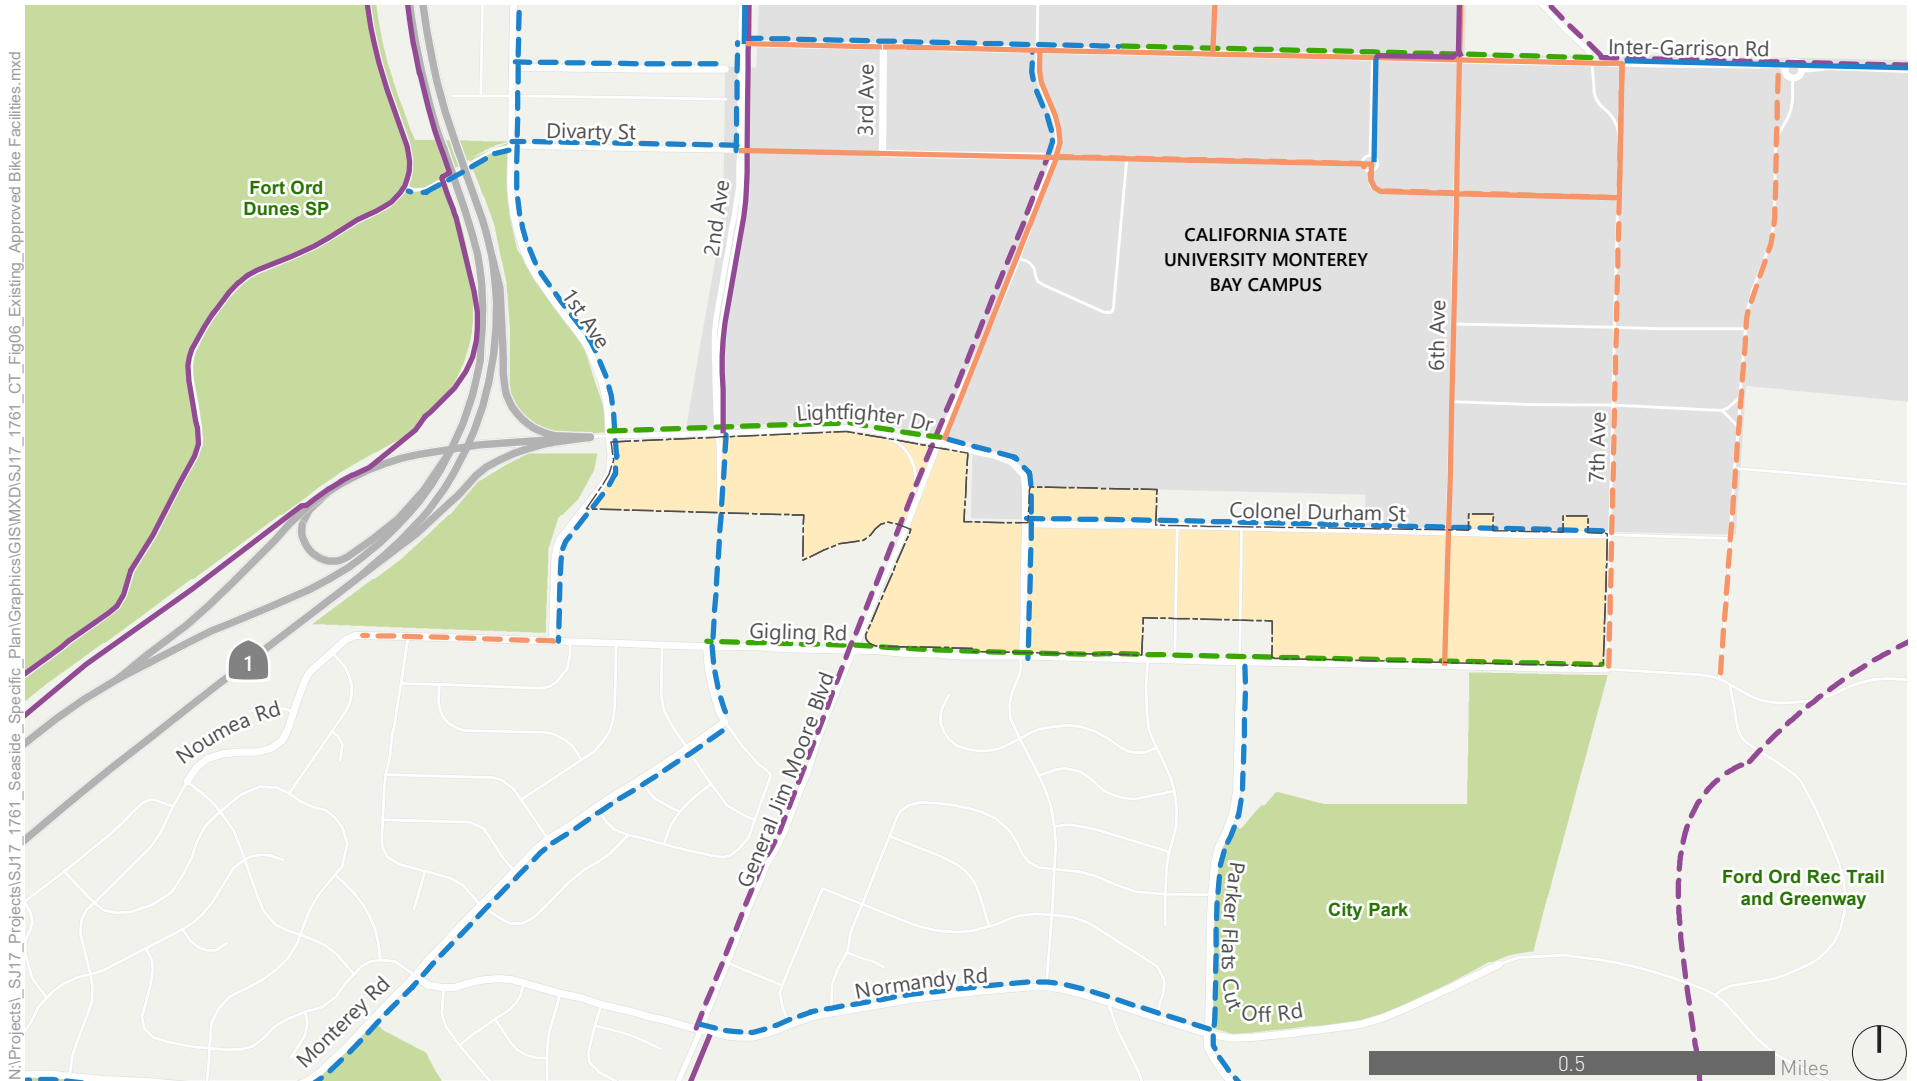 N:\Projects\_SJ17_Projects\SJ17_1761_Seaside_Specific_Plan\Graphics\GIS\MXD\SJ17_1761_CT_Fig06_Existing_Approved Bike Facilities.mxd
Inter-Garrison Rd
3rd Ave
Divarty St
Fort Ord
Dunes SP
2nd Ave
CALIFORNIA STATE
UNIVERSITY MONTEREY
BAY CAMPUS
1st Ave
6th Ave
Lightfighter Dr
7th Ave
Colonel Durham St
Gigling Rd
1
Noumea Rd
General Jim Moore Blvd
Parker Flats Cut
Off Rd
City Park
Ford Ord Rec Trail
and Greenway
Normandy Rd
Monterey Rd
0.5
Miles